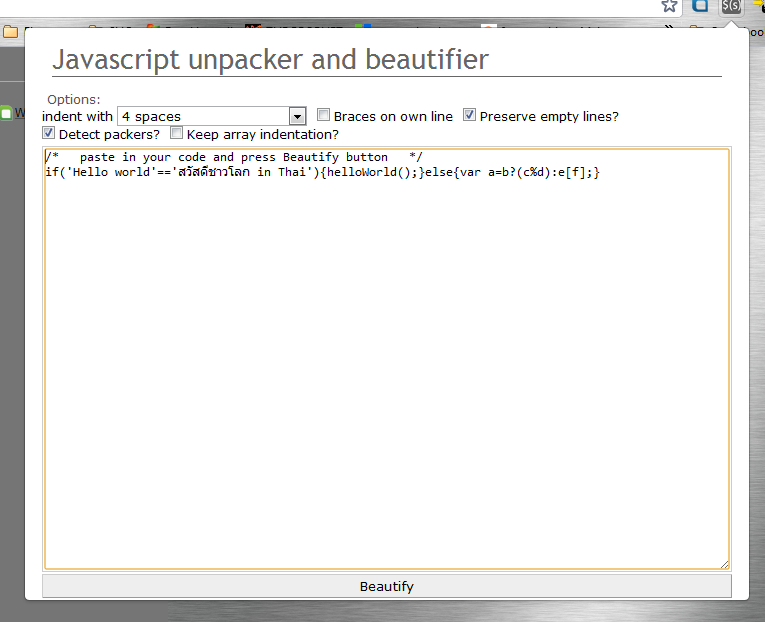 S(s)
Javascript unpacker and beautifier
Options:
indent with 4 spaces Braces on own line Preserve empty lines?
Detect packers? Keep array indentation?
/*   paste in your code and press Beautify button   */
if('Hello world'=='สวัสดีชาวโลก in Thai'){helloWorld();}else{var a=b?(c%d):e[f];}
Beautify